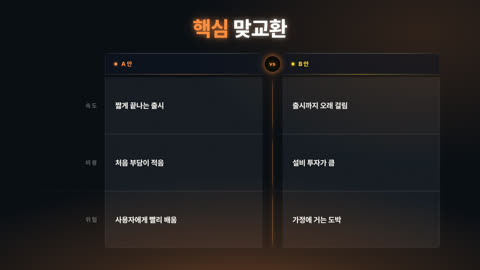 핵심 맞교환
A안
VS
B안
속도
짧게 끝나는 출시
출시까지 오래 걸림
비용
처음 부담이 적음
설비 투자가 큼
위험
사용자에게 빨리 배움
가정에 거는 도박